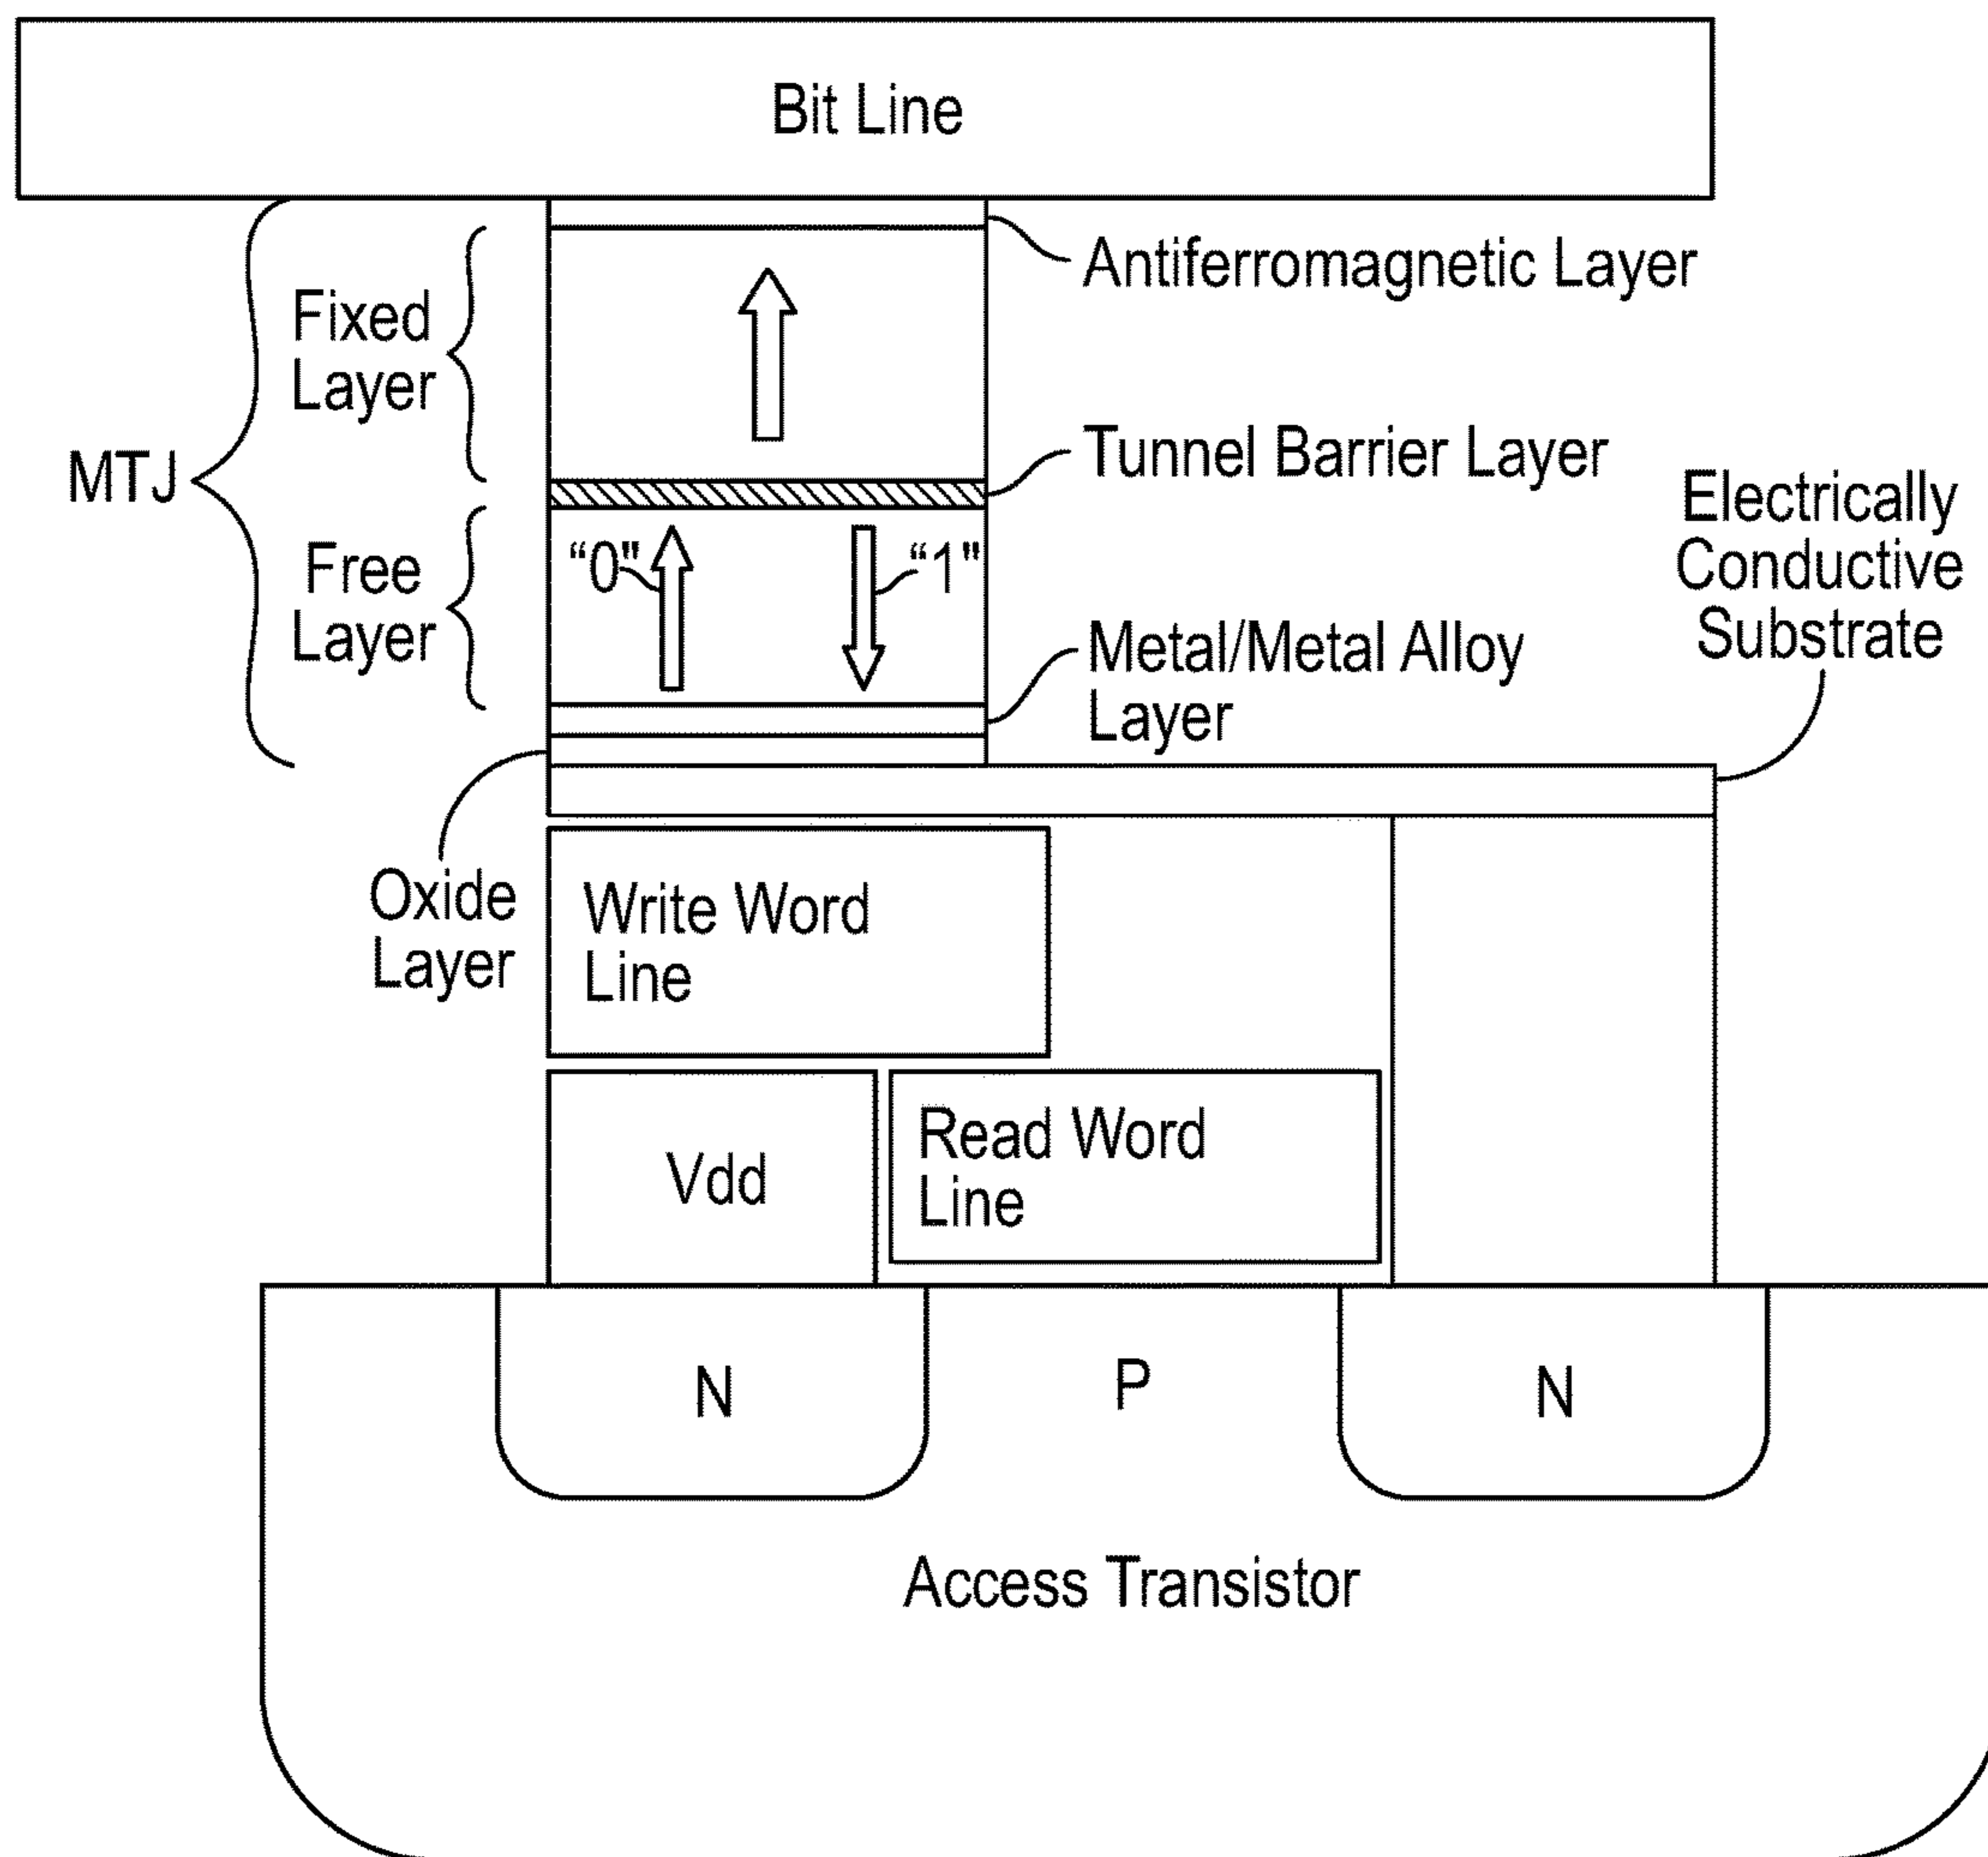 Bit Line
Antiferromagnetic Layer
Fixed
Layer
MTJ
Tunnel Barrier Layer
Electrically
Conductive
Substrate
Free
Layer
“0"
“1"
Metal/Metal Alloy
Layer
Oxide
Layer
Write Word
Line
Vdd
Read Word
Line
N
P
N
Access Transistor